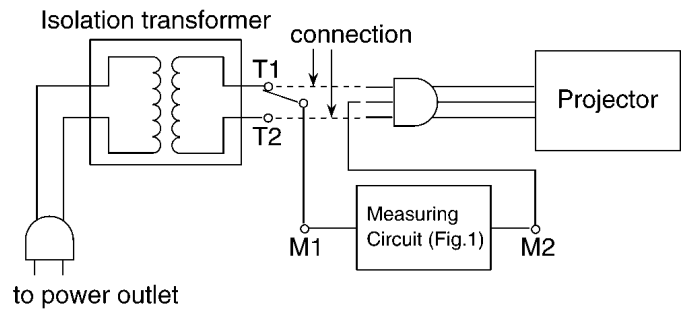 Isolation transformer
connection
T1
T2
Projector
M1
Measuring
Circuit (Fig.1)
M2
to power outlet